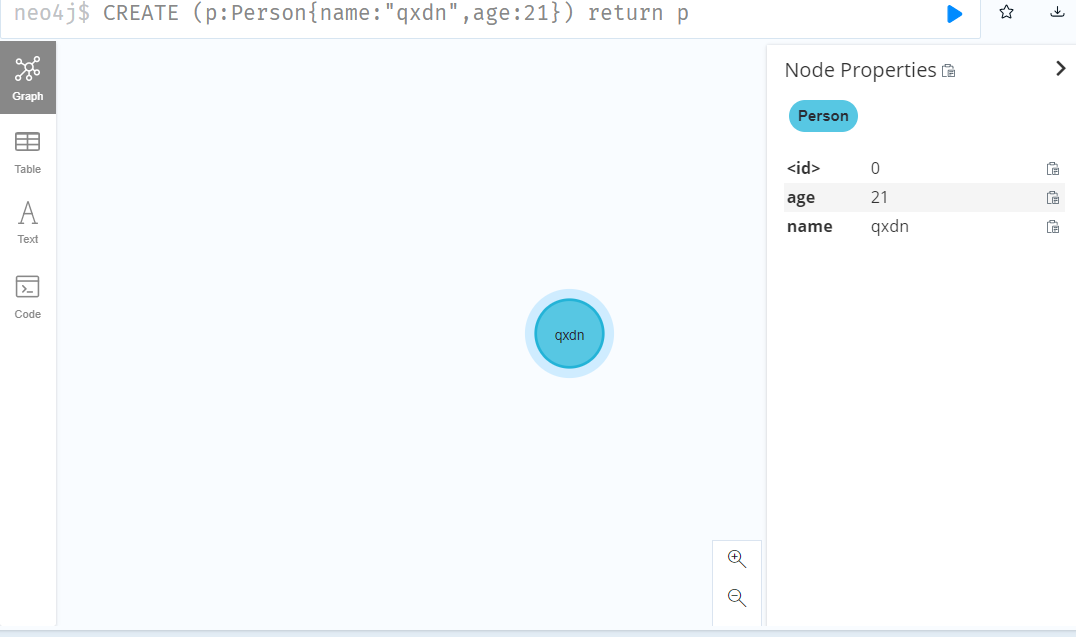 neo4j$ CREATE (p:Person{name:"qxdn",age:21}) return p
Graph
Table
Text
Code
qxdn
Node Properties
Person
<id> 0
age 21
name qxdn